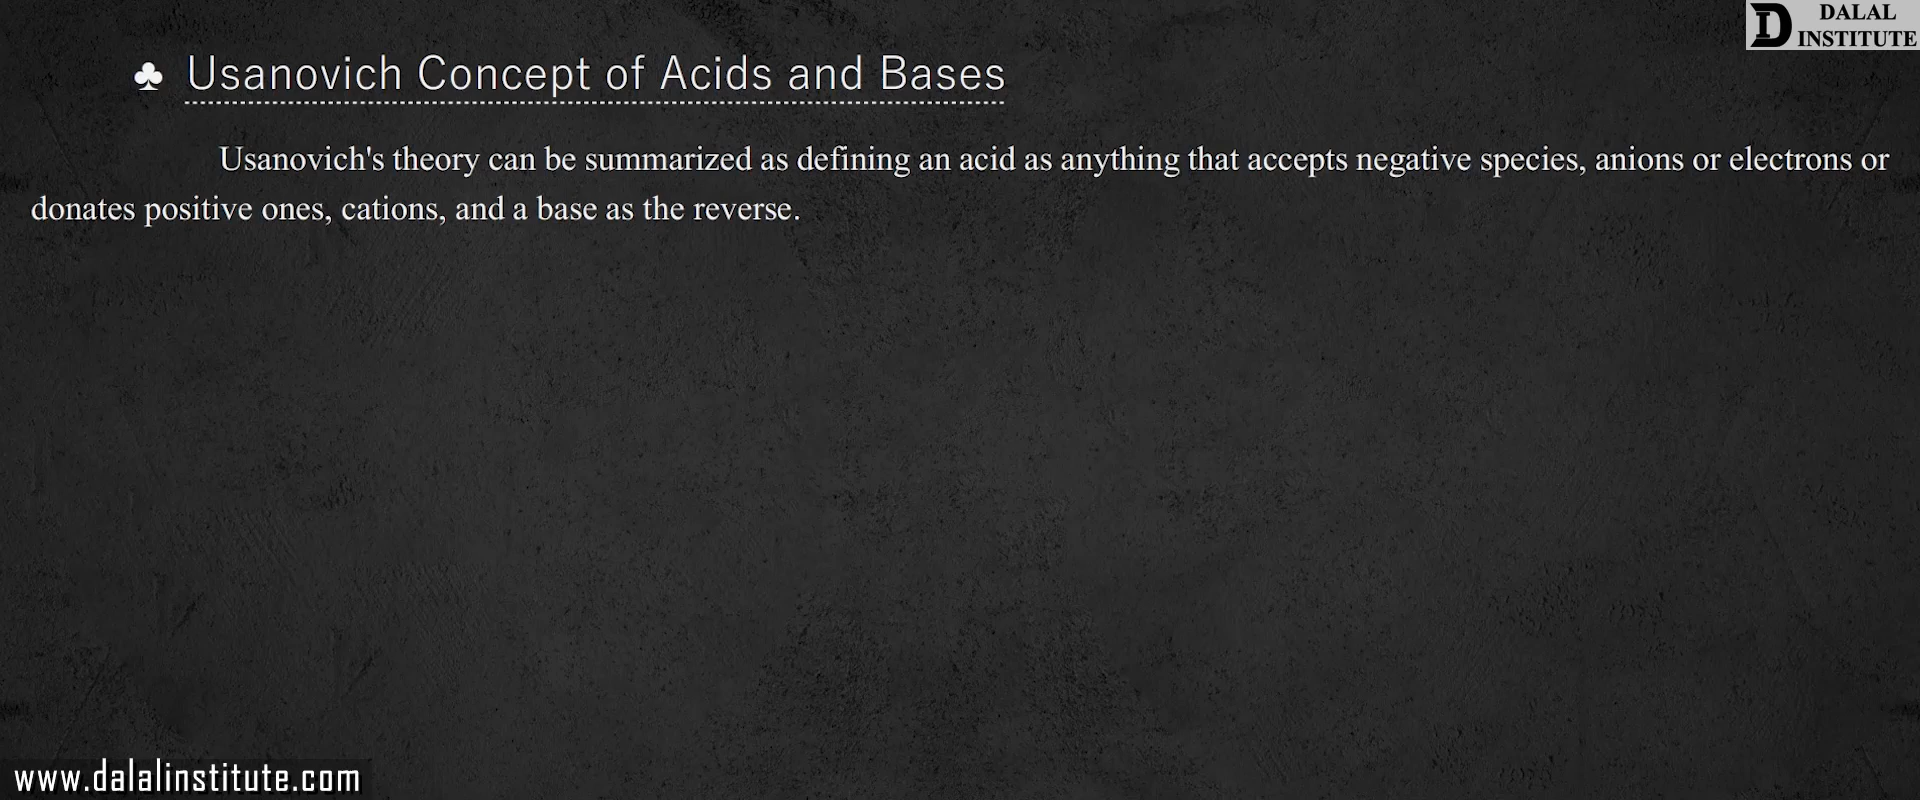 DALAL
INSTITUTE
♣ Usanovich Concept of Acids and Bases
Usanovich's theory can be summarized as defining an acid as anything that accepts negative species, anions or electrons or
donates positive ones, cations, and a base as the reverse.
www.dalalinstitute.com